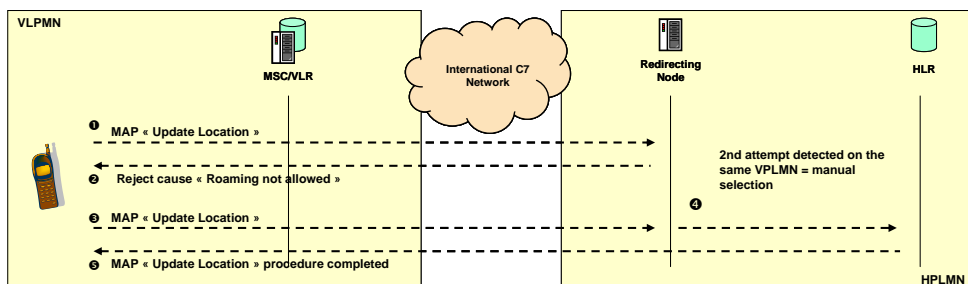 VLPMN
MSC/VLR
International C7
Network
Redirecting
Node
HLR
❶ MAP « Update Location »
❷ Reject cause « Roaming not allowed »
2nd attempt detected on the
same VPLMN = manual
selection
❸ MAP « Update Location »
❹
❺ MAP « Update Location » procedure completed
HPLMN